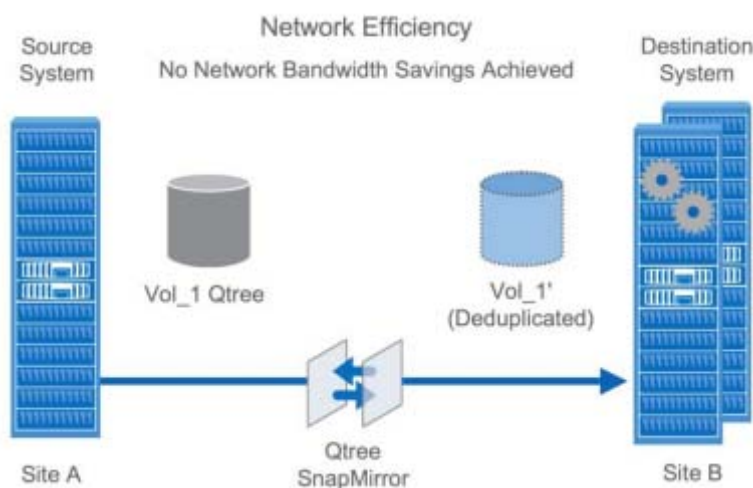 Network Efficiency
No Network Bandwidth Savings Achieved
Source
System
Destination
System
Vol_1 Qtree
Vol_1'
(Deduplicated)
Qtree
SnapMirror
Site A
Site B